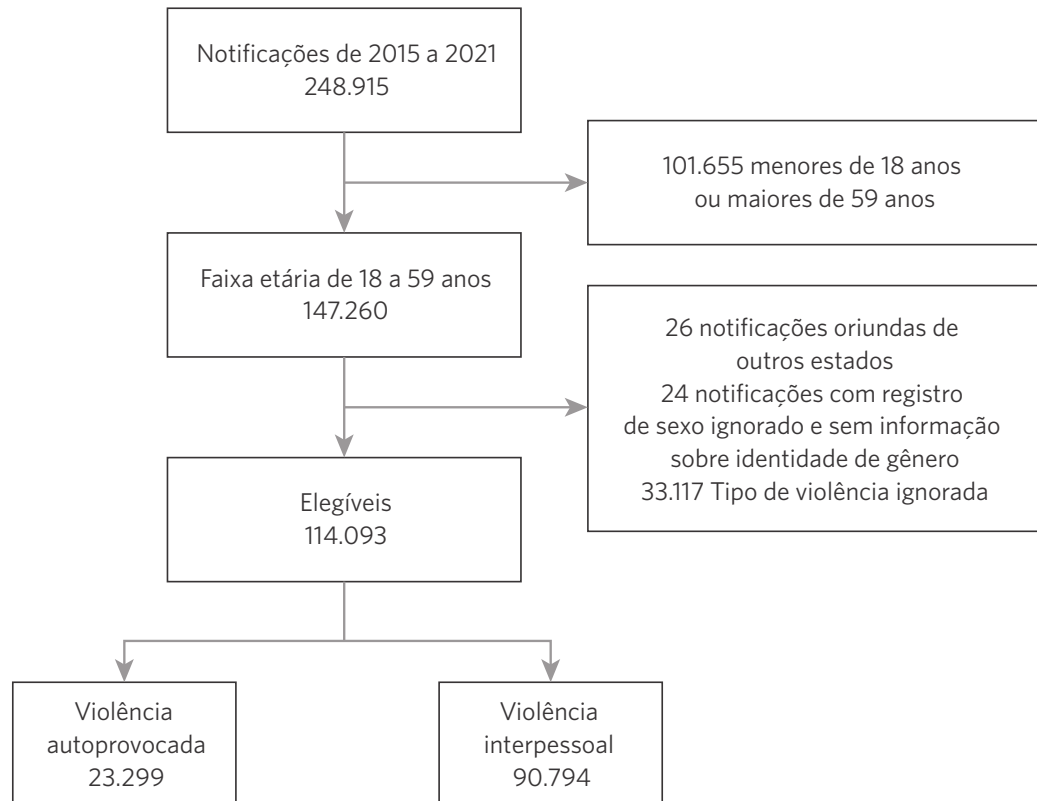 Notificações de 2015 a 2021
248.915
101.655 menores de 18 anos
ou maiores de 59 anos
Faixa etária de 18 a 59 anos
147.260
26 notificações oriundas de
outros estados
24 notificações com registro
de sexo ignorado e sem informação
sobre identidade de gênero
33.117 Tipo de violência ignorada
Elegíveis
114.093
Violência
autoprovocada
23.299
Violência
interpessoal
90.794